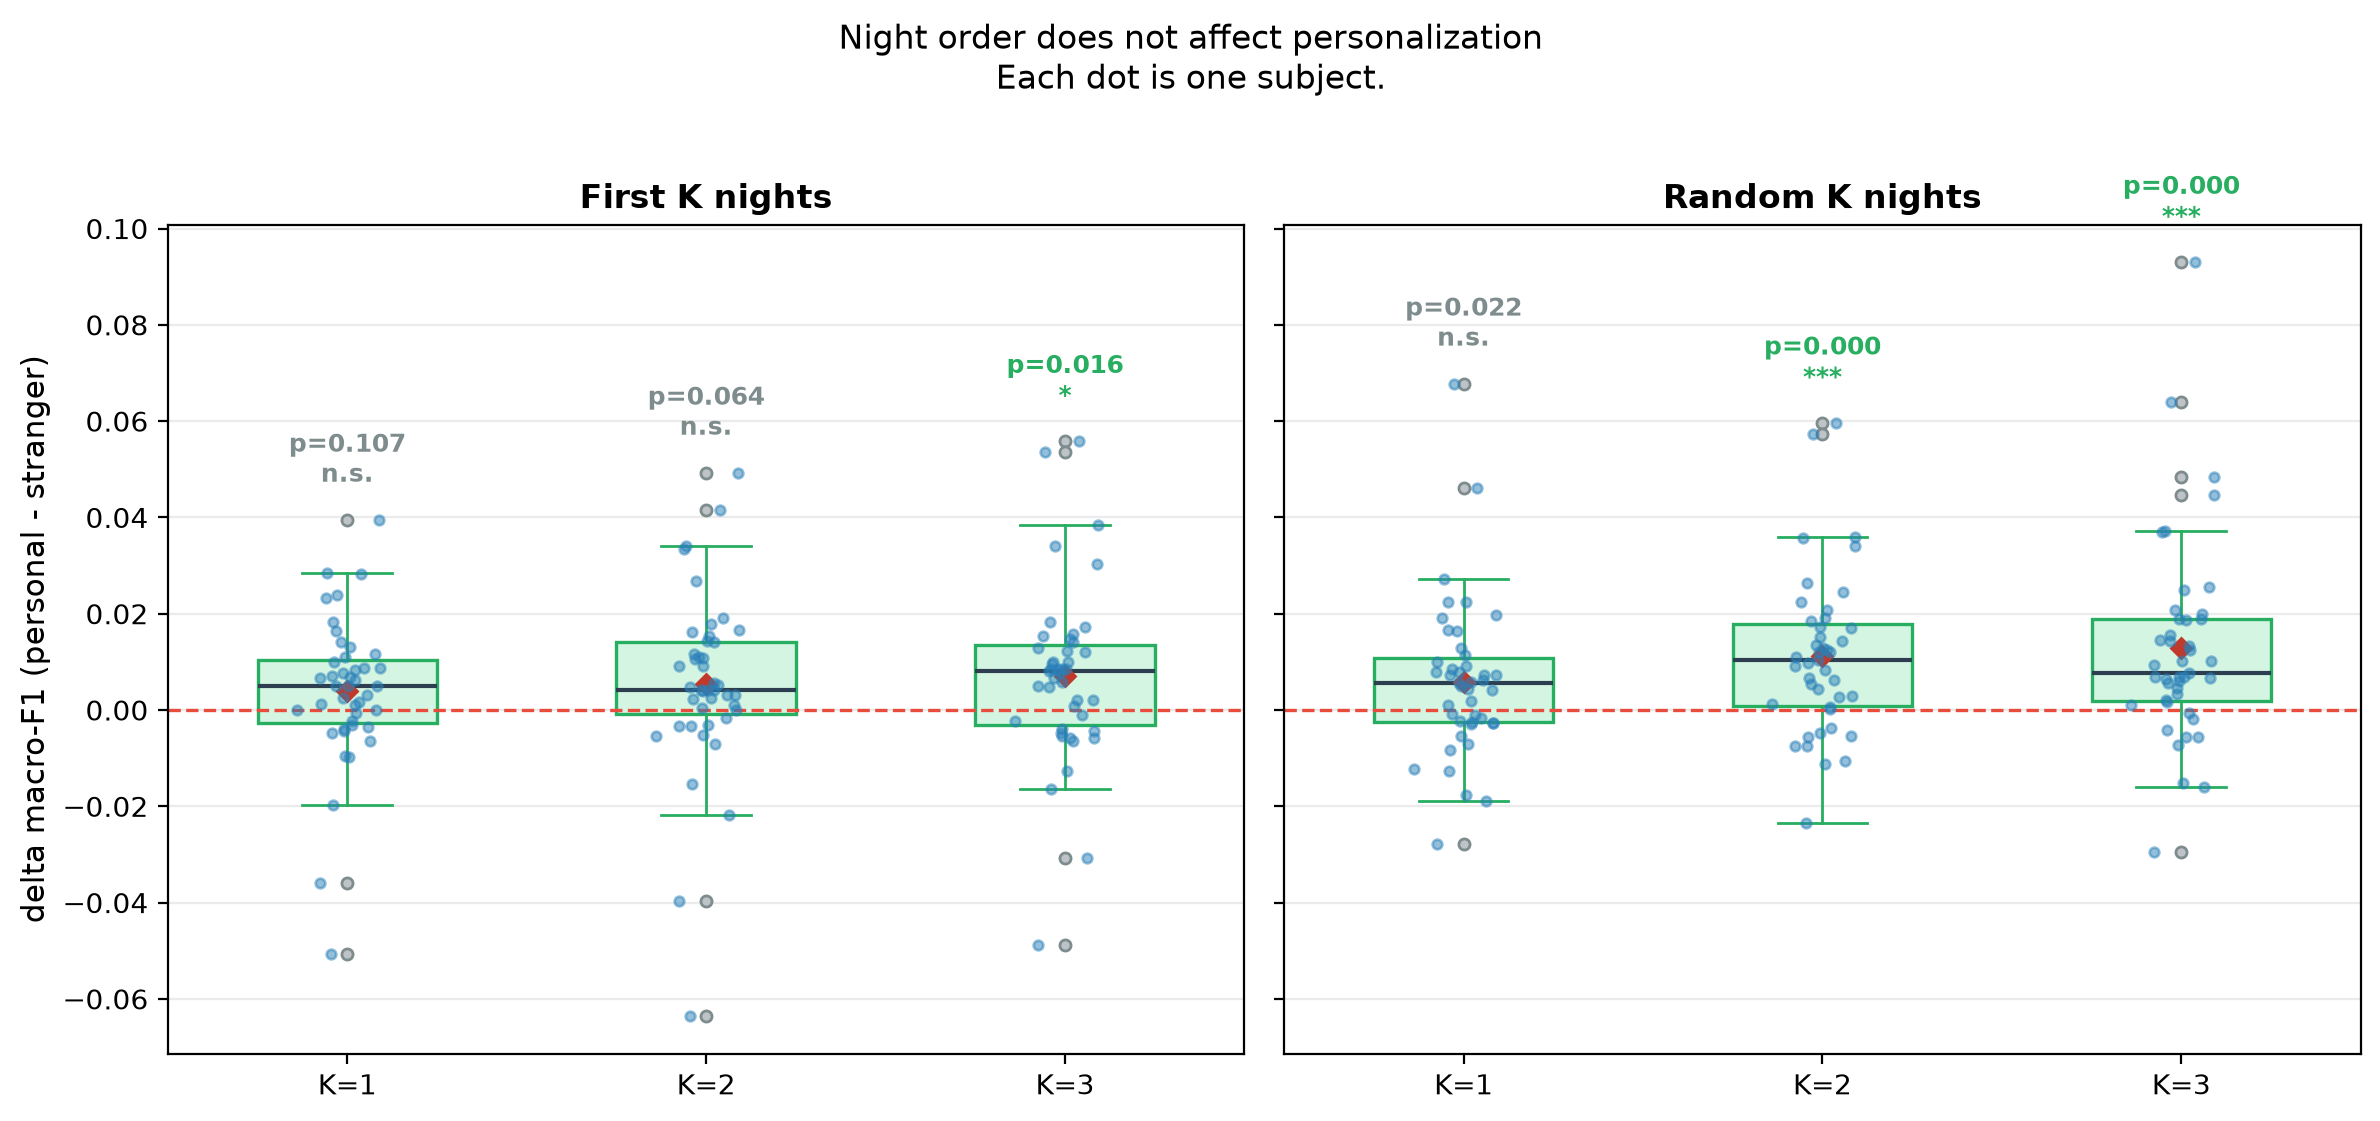 Night order does not affect personalization
Each dot is one subject.
First K nights
Random K nights
delta macro-F1 (personal - stranger)
0.10
0.08
0.06
0.04
0.02
0.00
−0.02
−0.04
−0.06
p=0.107
n.s.
p=0.064
n.s.
p=0.016
*
K=1
K=2
K=3
p=0.022
n.s.
p=0.000
***
p=0.000
***
K=1
K=2
K=3